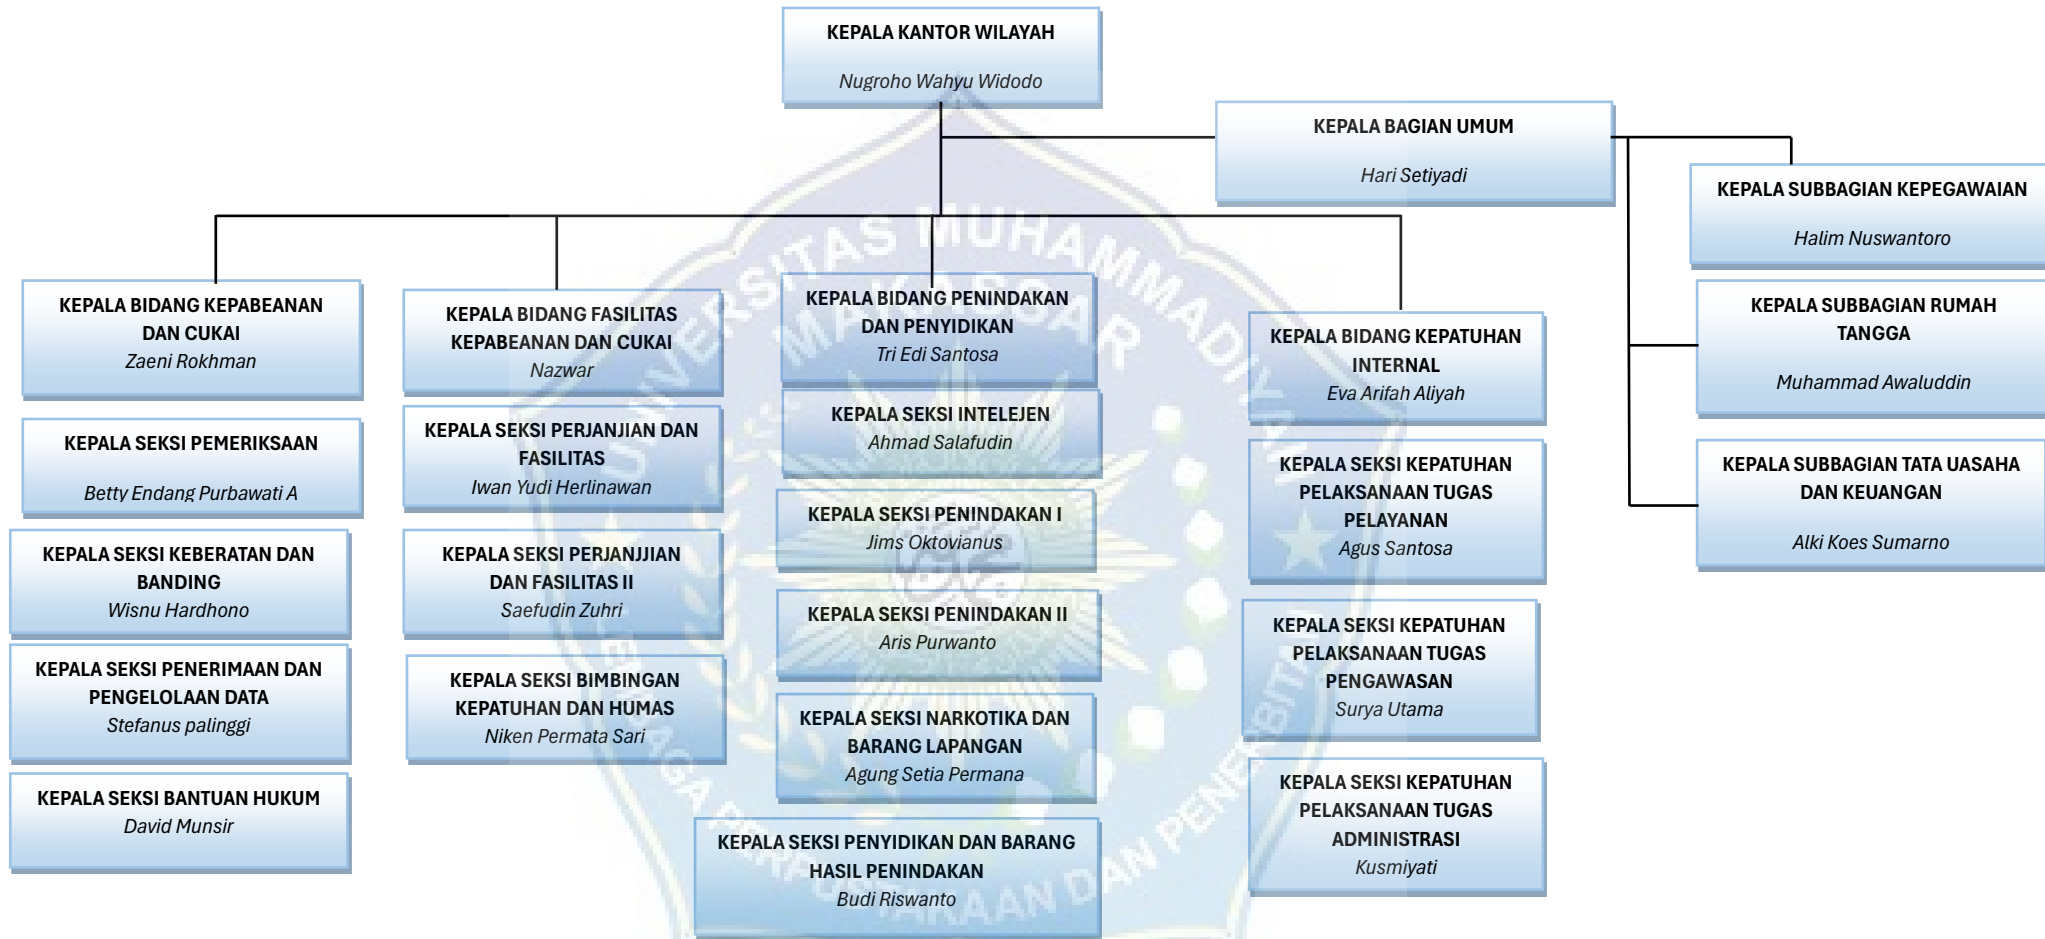 KEPALA KANTOR WILAYAH
Nugroho Wahyu Widodo
KEPALA BAGIAN UMUM
Hari Setiyadi
KEPALA SUBBAGIAN KEPEGAWAIAN
Halim Nuswantoro
KEPALA SUBBAGIAN RUMAH
TANGGA
Muhammad Awaluddin
KEPALA SUBBAGIAN TATA UASAHA
DAN KEUANGAN
Alki Koes Sumarno
KEPALA BIDANG KEPABEANAN
DAN CUKAI
Zaeni Rokhman
KEPALA SEKSI PEMERIKSAAN
Betty Endang Purbawati A
KEPALA SEKSI KEBERATAN DAN
BANDING
Wisnu Hardhono
KEPALA SEKSI PENERIMAAN DAN
PENGELOLAAN DATA
Stefanus palinggi
KEPALA SEKSI BANTUAN HUKUM
David Munsir
KEPALA BIDANG FASILITAS
KEPABEANAN DAN CUKAI
Nazwar
KEPALA SEKSI PERJANJIAN DAN
FASILITAS
Iwan Yudi Herlinawan
KEPALA SEKSI PERJANJJIAN
DAN FASILITAS II
Saefudin Zuhri
KEPALA SEKSI BIMBINGAN
KEPATUHAN DAN HUMAS
Niken Permata Sari
KEPALA BIDANG PENINDAKAN
DAN PENYIDIKAN
Tri Edi Santosa
KEPALA SEKSI INTELEJEN
Ahmad Salafudin
KEPALA SEKSI PENINDAKAN I
Jims Oktovianus
KEPALA SEKSI PENINDAKAN II
Aris Purwanto
KEPALA SEKSI NARKOTIKA DAN
BARANG LAPANGAN
Agung Setia Permana
KEPALA SEKSI PENYIDIKAN DAN BARANG
HASIL PENINDAKAN
Budi Riswanto
KEPALA BIDANG KEPATUHAN
INTERNAL
Eva Arifah Aliyah
KEPALA SEKSI KEPATUHAN
PELAKSANAAN TUGAS
PELAYANAN
Agus Santosa
KEPALA SEKSI KEPATUHAN
PELAKSANAAN TUGAS
PENGAWASAN
Surya Utama
KEPALA SEKSI KEPATUHAN
PELAKSANAAN TUGAS
ADMINISTRASI
Kusmiyati
UNIVERSITAS MUHAMMADIYAH
MAKASSAR
LEMBAGA PERPUSTAKAAN DAN PENERBITAN